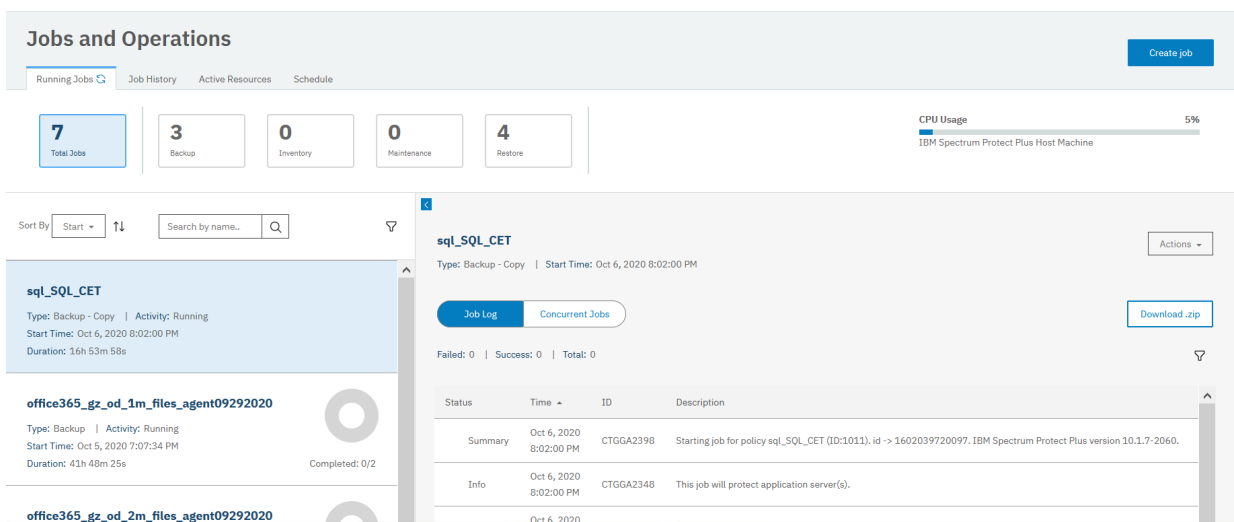 Jobs and Operations
Create job
Running Jobs Job History Active Resources Schedule
7 3 0 0 4
Total Jobs Backup Inventory Maintenance Restore
CPU Usage 5%
IBM Spectrum Protect Plus Host Machine
Sort By Start Search by name..
sql_SQL_CET
Type: Backup - Copy | Activity: Running
Start Time: Oct 6, 2020 8:02:00 PM
Duration: 16h 53m 58s
office365_gz_od_1m_files_agent09292020
Type: Backup | Activity: Running
Start Time: Oct 5, 2020 7:07:34 PM
Duration: 41h 48m 25s Completed: 0/2
office365_gz_od_2m_files_agent09292020
sql_SQL_CET
Actions
Type: Backup - Copy | Start Time: Oct 6, 2020 8:02:00 PM
Job Log Concurrent Jobs Download .zip
Failed: 0 | Success: 0 | Total: 0
Status Time ID Description
Summary Oct 6, 2020 8:02:00 PM CTGGA2398 Starting job for policy sql_SQL_CET (ID:1011). id -> 1602039720097. IBM Spectrum Protect Plus version 10.1.7-2060.
Info Oct 6, 2020 8:02:00 PM CTGGA2348 This job will protect application server(s).
Oct 6, 2020